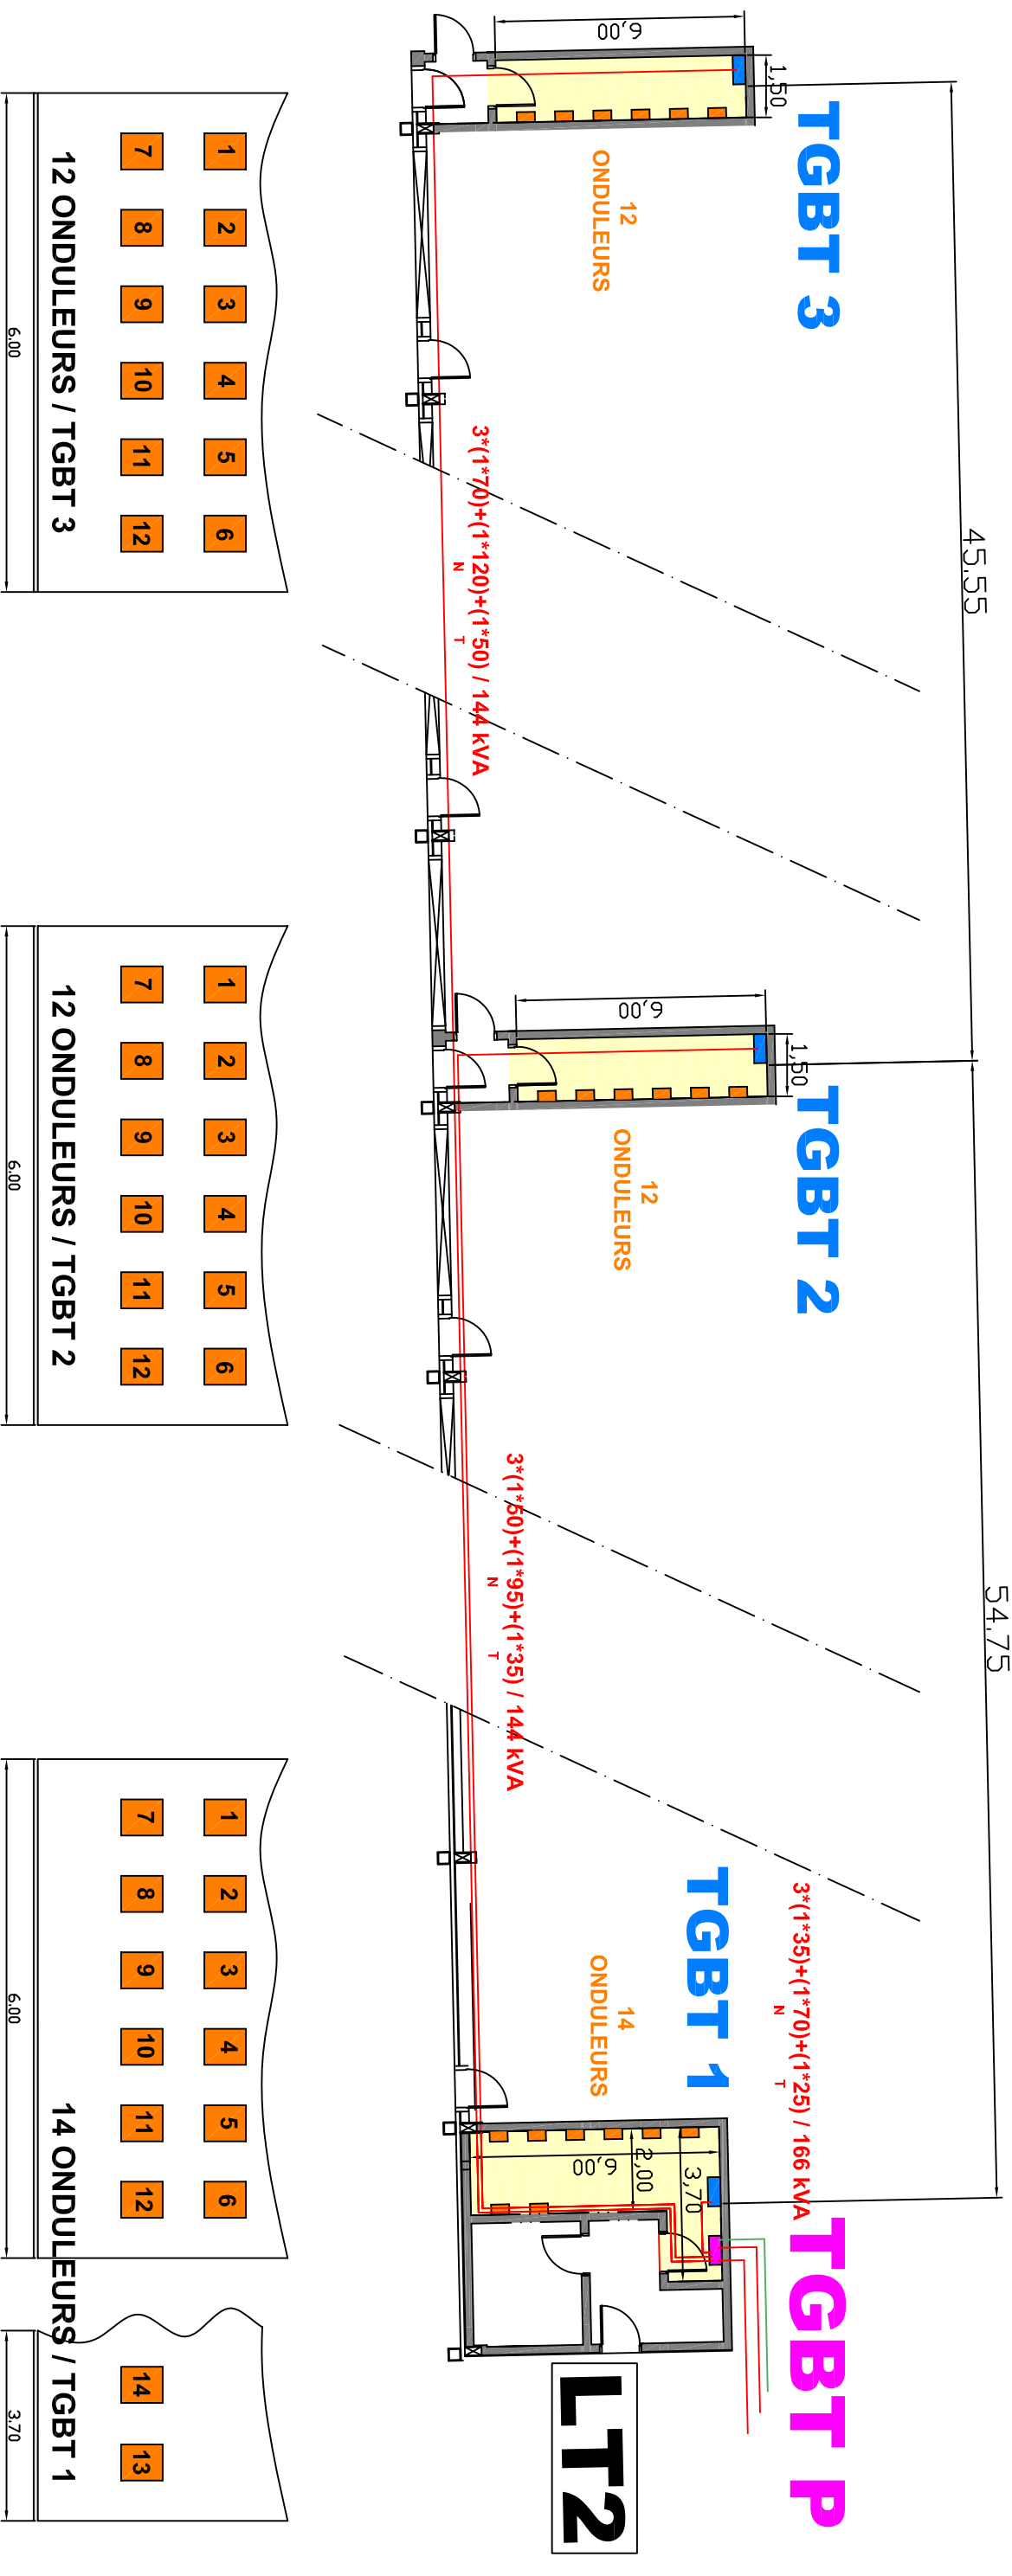 TGBT 3
TGBT 2
TGBT 1
TGBT P
LT2
45,55
54,75
6,00
1,50
12
ONDULEURS
6,00
1,50
12
ONDULEURS
14
ONDULEURS
6,00
2,00
3,70
3*(1*70)+(1*120)+(1*50) / 144 kVA
N T
3*(1*50)+(1*95)+(1*35) / 144 kVA
N T
3*(1*35)+(1*70)+(1*25) / 166 kVA
N T
1 2 3 4 5 6
7 8 9 10 11 12
12 ONDULEURS / TGBT 3
6.00
1 2 3 4 5 6
7 8 9 10 11 12
12 ONDULEURS / TGBT 2
6.00
1 2 3 4 5 6
7 8 9 10 11 12 14 13
14 ONDULEURS / TGBT 1
6.00
3.70